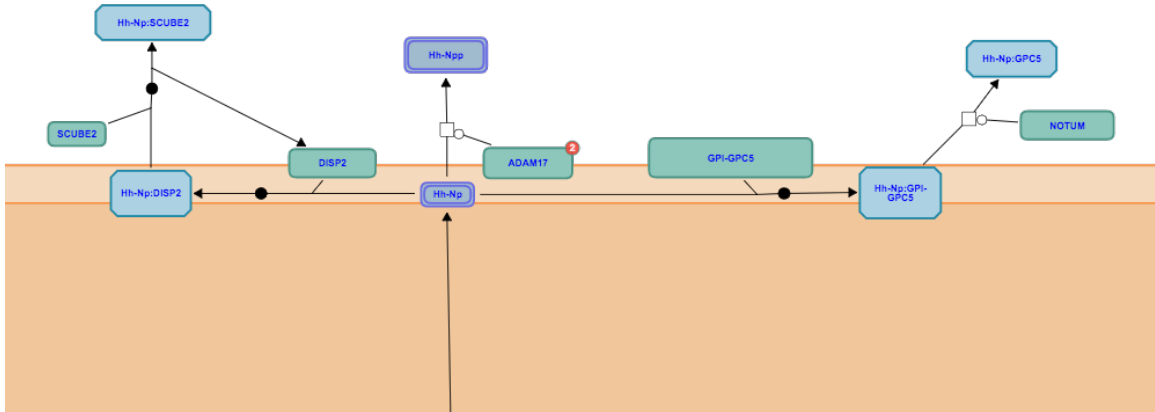 Hh-Np:SCUBE2
Hh-Npp
Hh-Np:GPC5
SCUBE2
NOTUM
DISP2
ADAM17
2
GPI-GPC5
Hh-Np:DISP2
Hh-Np
Hh-Np:GPI-
GPC5